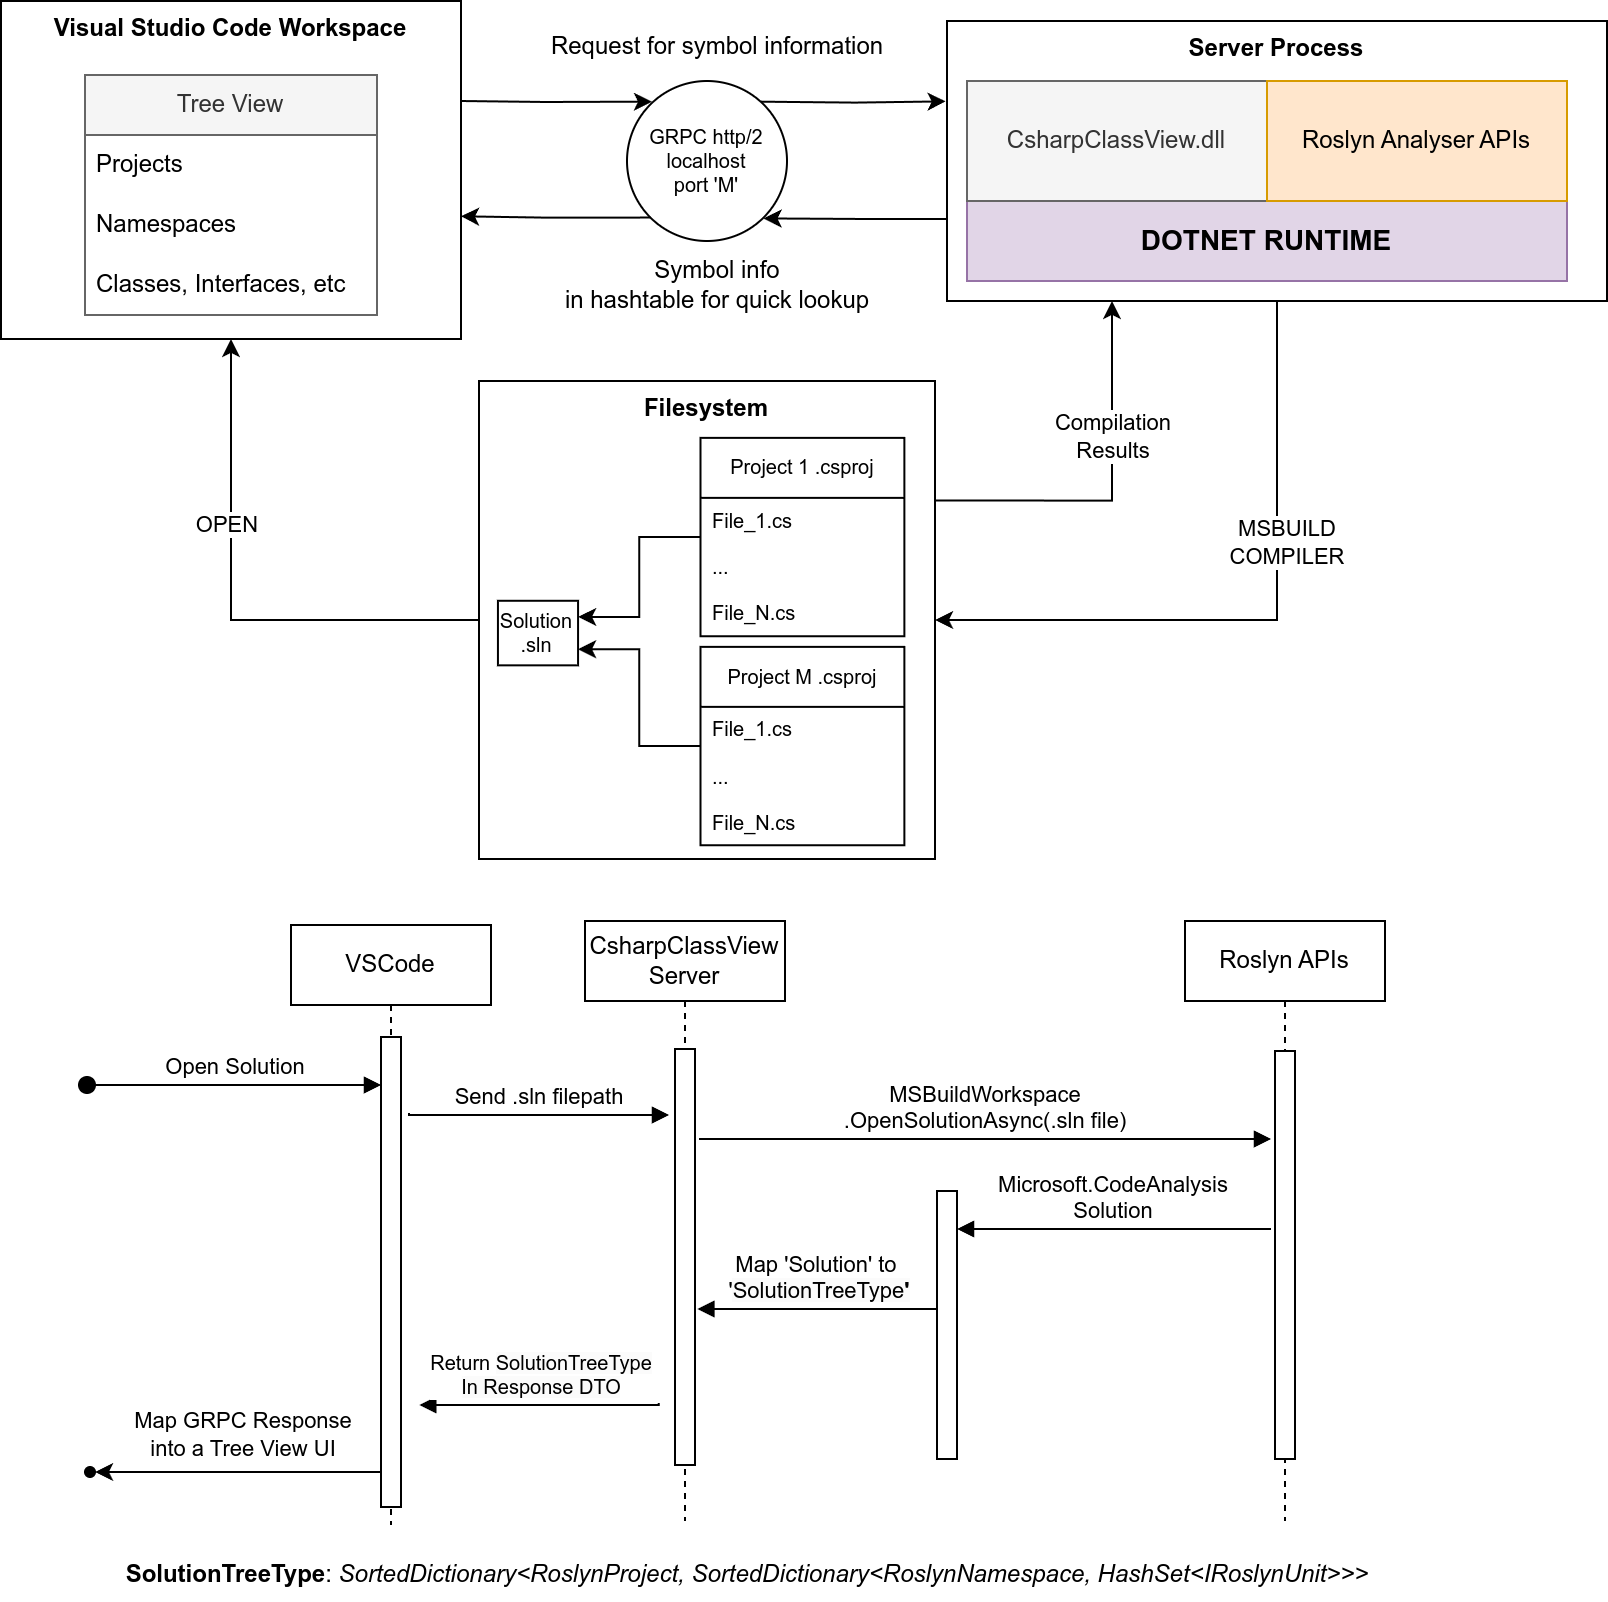 Visual Studio Code Workspace
Tree View
Projects
Namespaces
Classes, Interfaces, etc
Request for symbol information
GRPC http/2
localhost
port 'M'
Symbol info
in hashtable for quick lookup
Server Process
CsharpClassView.dll
Roslyn Analyser APIs
DOTNET RUNTIME
OPEN
Filesystem
Project 1 .csproj
File_1.cs
...
File_N.cs
Solution
.sln
Project M .csproj
File_1.cs
...
File_N.cs
Compilation
Results
MSBUILD
COMPILER
VSCode
CsharpClassView
Server
Roslyn APIs
Open Solution
Send .sln filepath
MSBuildWorkspace
.OpenSolutionAsync(.sln file)
Microsoft.CodeAnalysis
Solution
Map 'Solution' to
'SolutionTreeType'
Return SolutionTreeType
In Response DTO
Map GRPC Response
into a Tree View UI
SolutionTreeType: SortedDictionary<RoslynProject, SortedDictionary<RoslynNamespace, HashSet<IRoslynUnit>>>